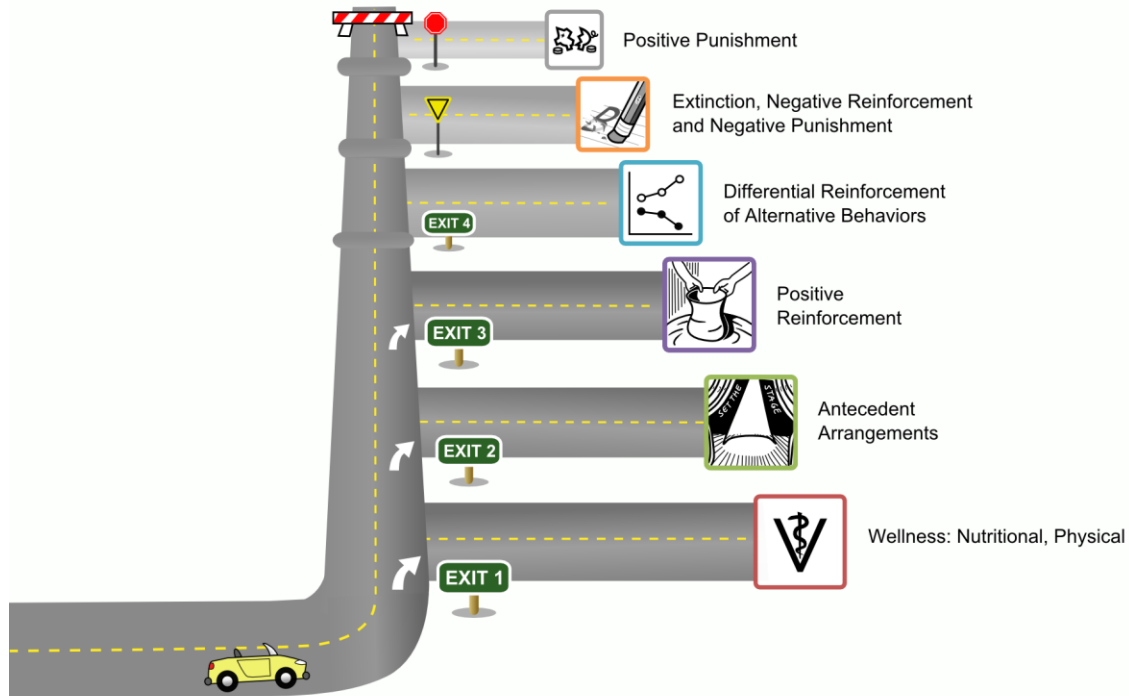 Positive Punishment
Extinction, Negative Reinforcement
and Negative Punishment
Differential Reinforcement
of Alternative Behaviors
EXIT 4
Positive
Reinforcement
EXIT 3
SET THE STAGE
Antecedent
Arrangements
EXIT 2
Wellness: Nutritional, Physical
V
EXIT 1